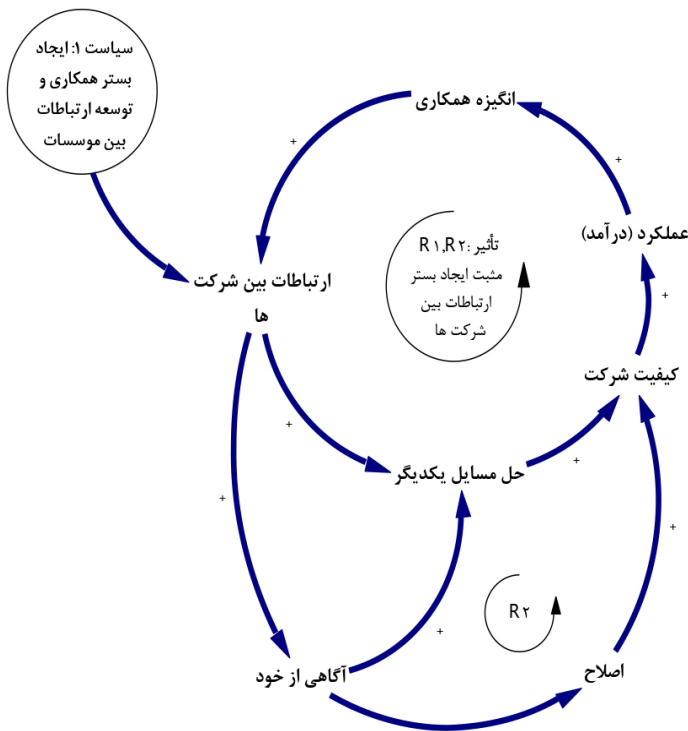 سیاست ۱: ایجاد
بستر همکاری و
توسعه ارتباطات
بین موسسات
انگیزه همکاری
+
+
عملکرد (درآمد)
تأثیر :R۱,R۲
مثبت ایجاد بستر
ارتباطات بین
شرکت ها
ارتباطات بین شرکت
ها
+
کیفیت شرکت
+
+
حل مسایل یکدیگر
+
+
R۲
+
آگاهی از خود
اصلاح